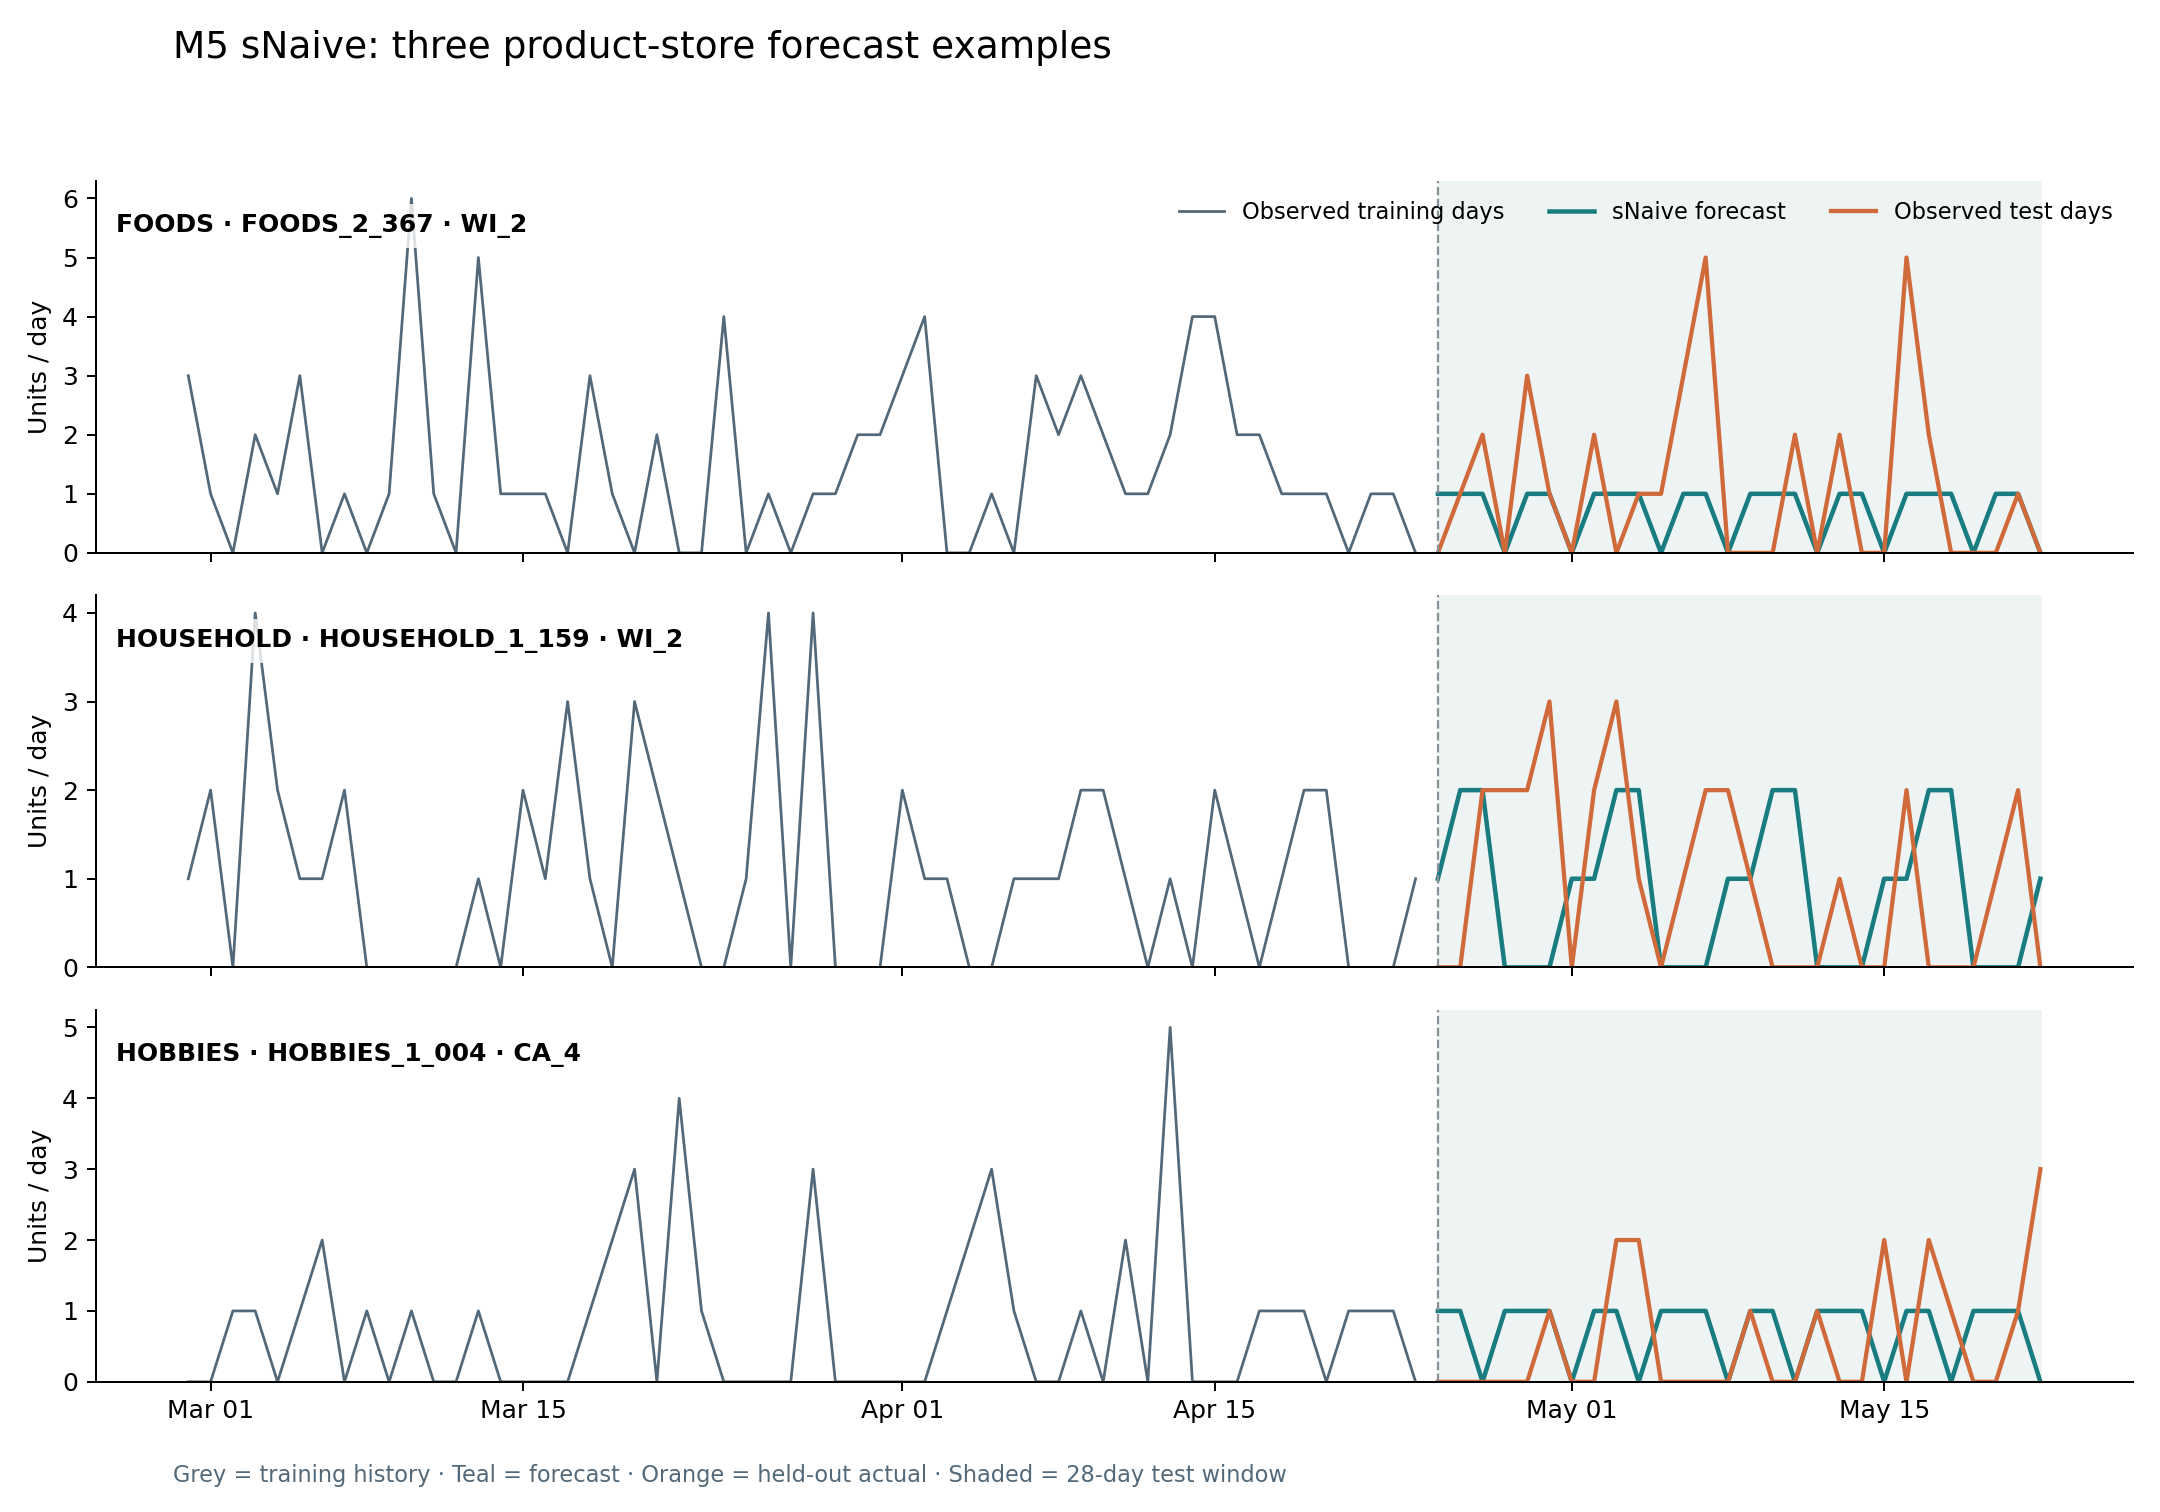 M5 sNaive: three product-store forecast examples
Observed training days
sNaive forecast
Observed test days
FOODS · FOODS_2_367 · WI_2
Units / day
6
5
4
3
2
1
0
HOUSEHOLD · HOUSEHOLD_1_159 · WI_2
Units / day
4
3
2
1
0
HOBBIES · HOBBIES_1_004 · CA_4
Units / day
5
4
3
2
1
0
Mar 01
Mar 15
Apr 01
Apr 15
May 01
May 15
Grey = training history · Teal = forecast · Orange = held-out actual · Shaded = 28-day test window